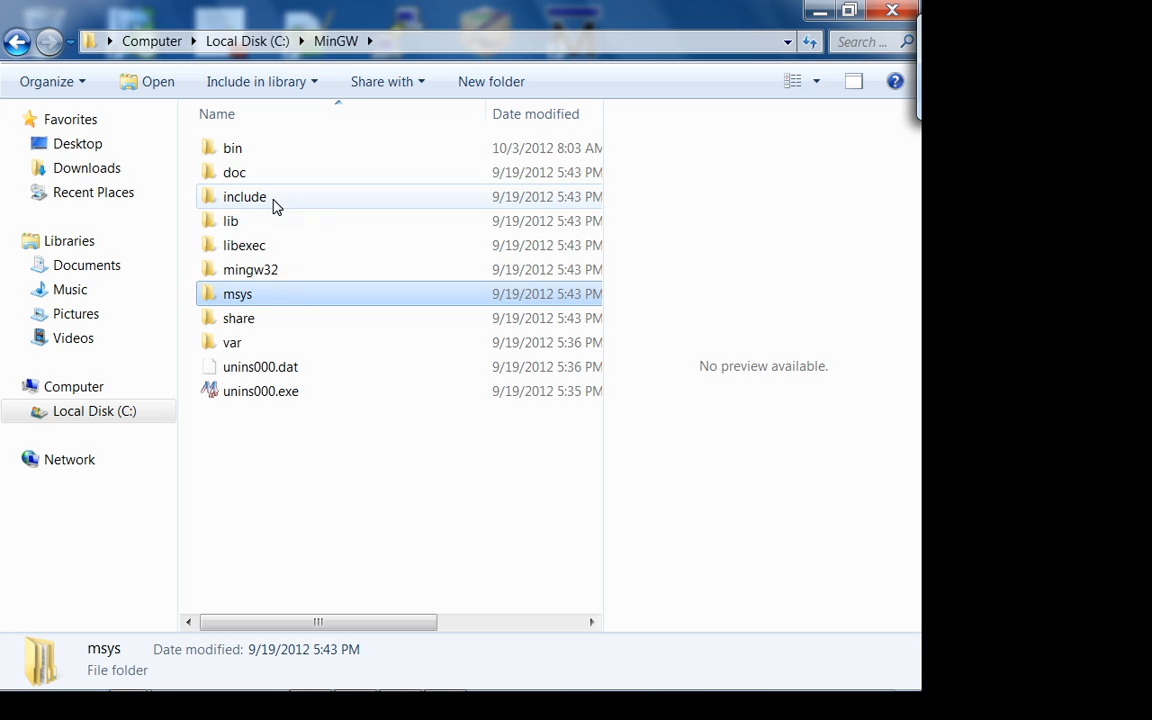 Computer Local Disk (C:) MinGW Search ...
Organize Open Include in library Share with New folder
Name Date modified
Favorites
Desktop
Downloads
Recent Places
Libraries
Documents
Music
Pictures
Videos
Computer
Local Disk (C:)
Network
bin 10/3/2012 8:03 AM
doc 9/19/2012 5:43 PM
include 9/19/2012 5:43 PM
lib 9/19/2012 5:43 PM
libexec 9/19/2012 5:43 PM
mingw32 9/19/2012 5:43 PM
msys 9/19/2012 5:43 PM
share 9/19/2012 5:43 PM
var 9/19/2012 5:36 PM
unins000.dat 9/19/2012 5:36 PM
unins000.exe 9/19/2012 5:35 PM
No preview available.
msys Date modified: 9/19/2012 5:43 PM
File folder